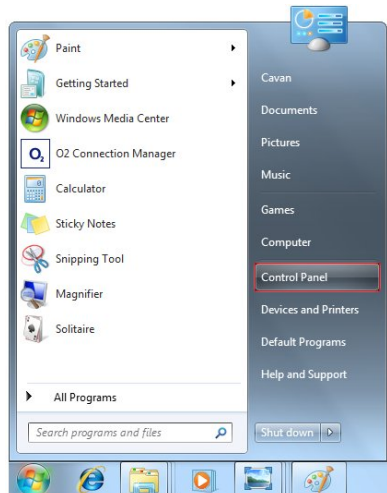 Paint
Getting Started
Windows Media Center
O2 Connection Manager
Calculator
Sticky Notes
Snipping Tool
Magnifier
Solitaire
All Programs
Search programs and files
Cavan
Documents
Pictures
Music
Games
Computer
Control Panel
Devices and Printers
Default Programs
Help and Support
Shut down